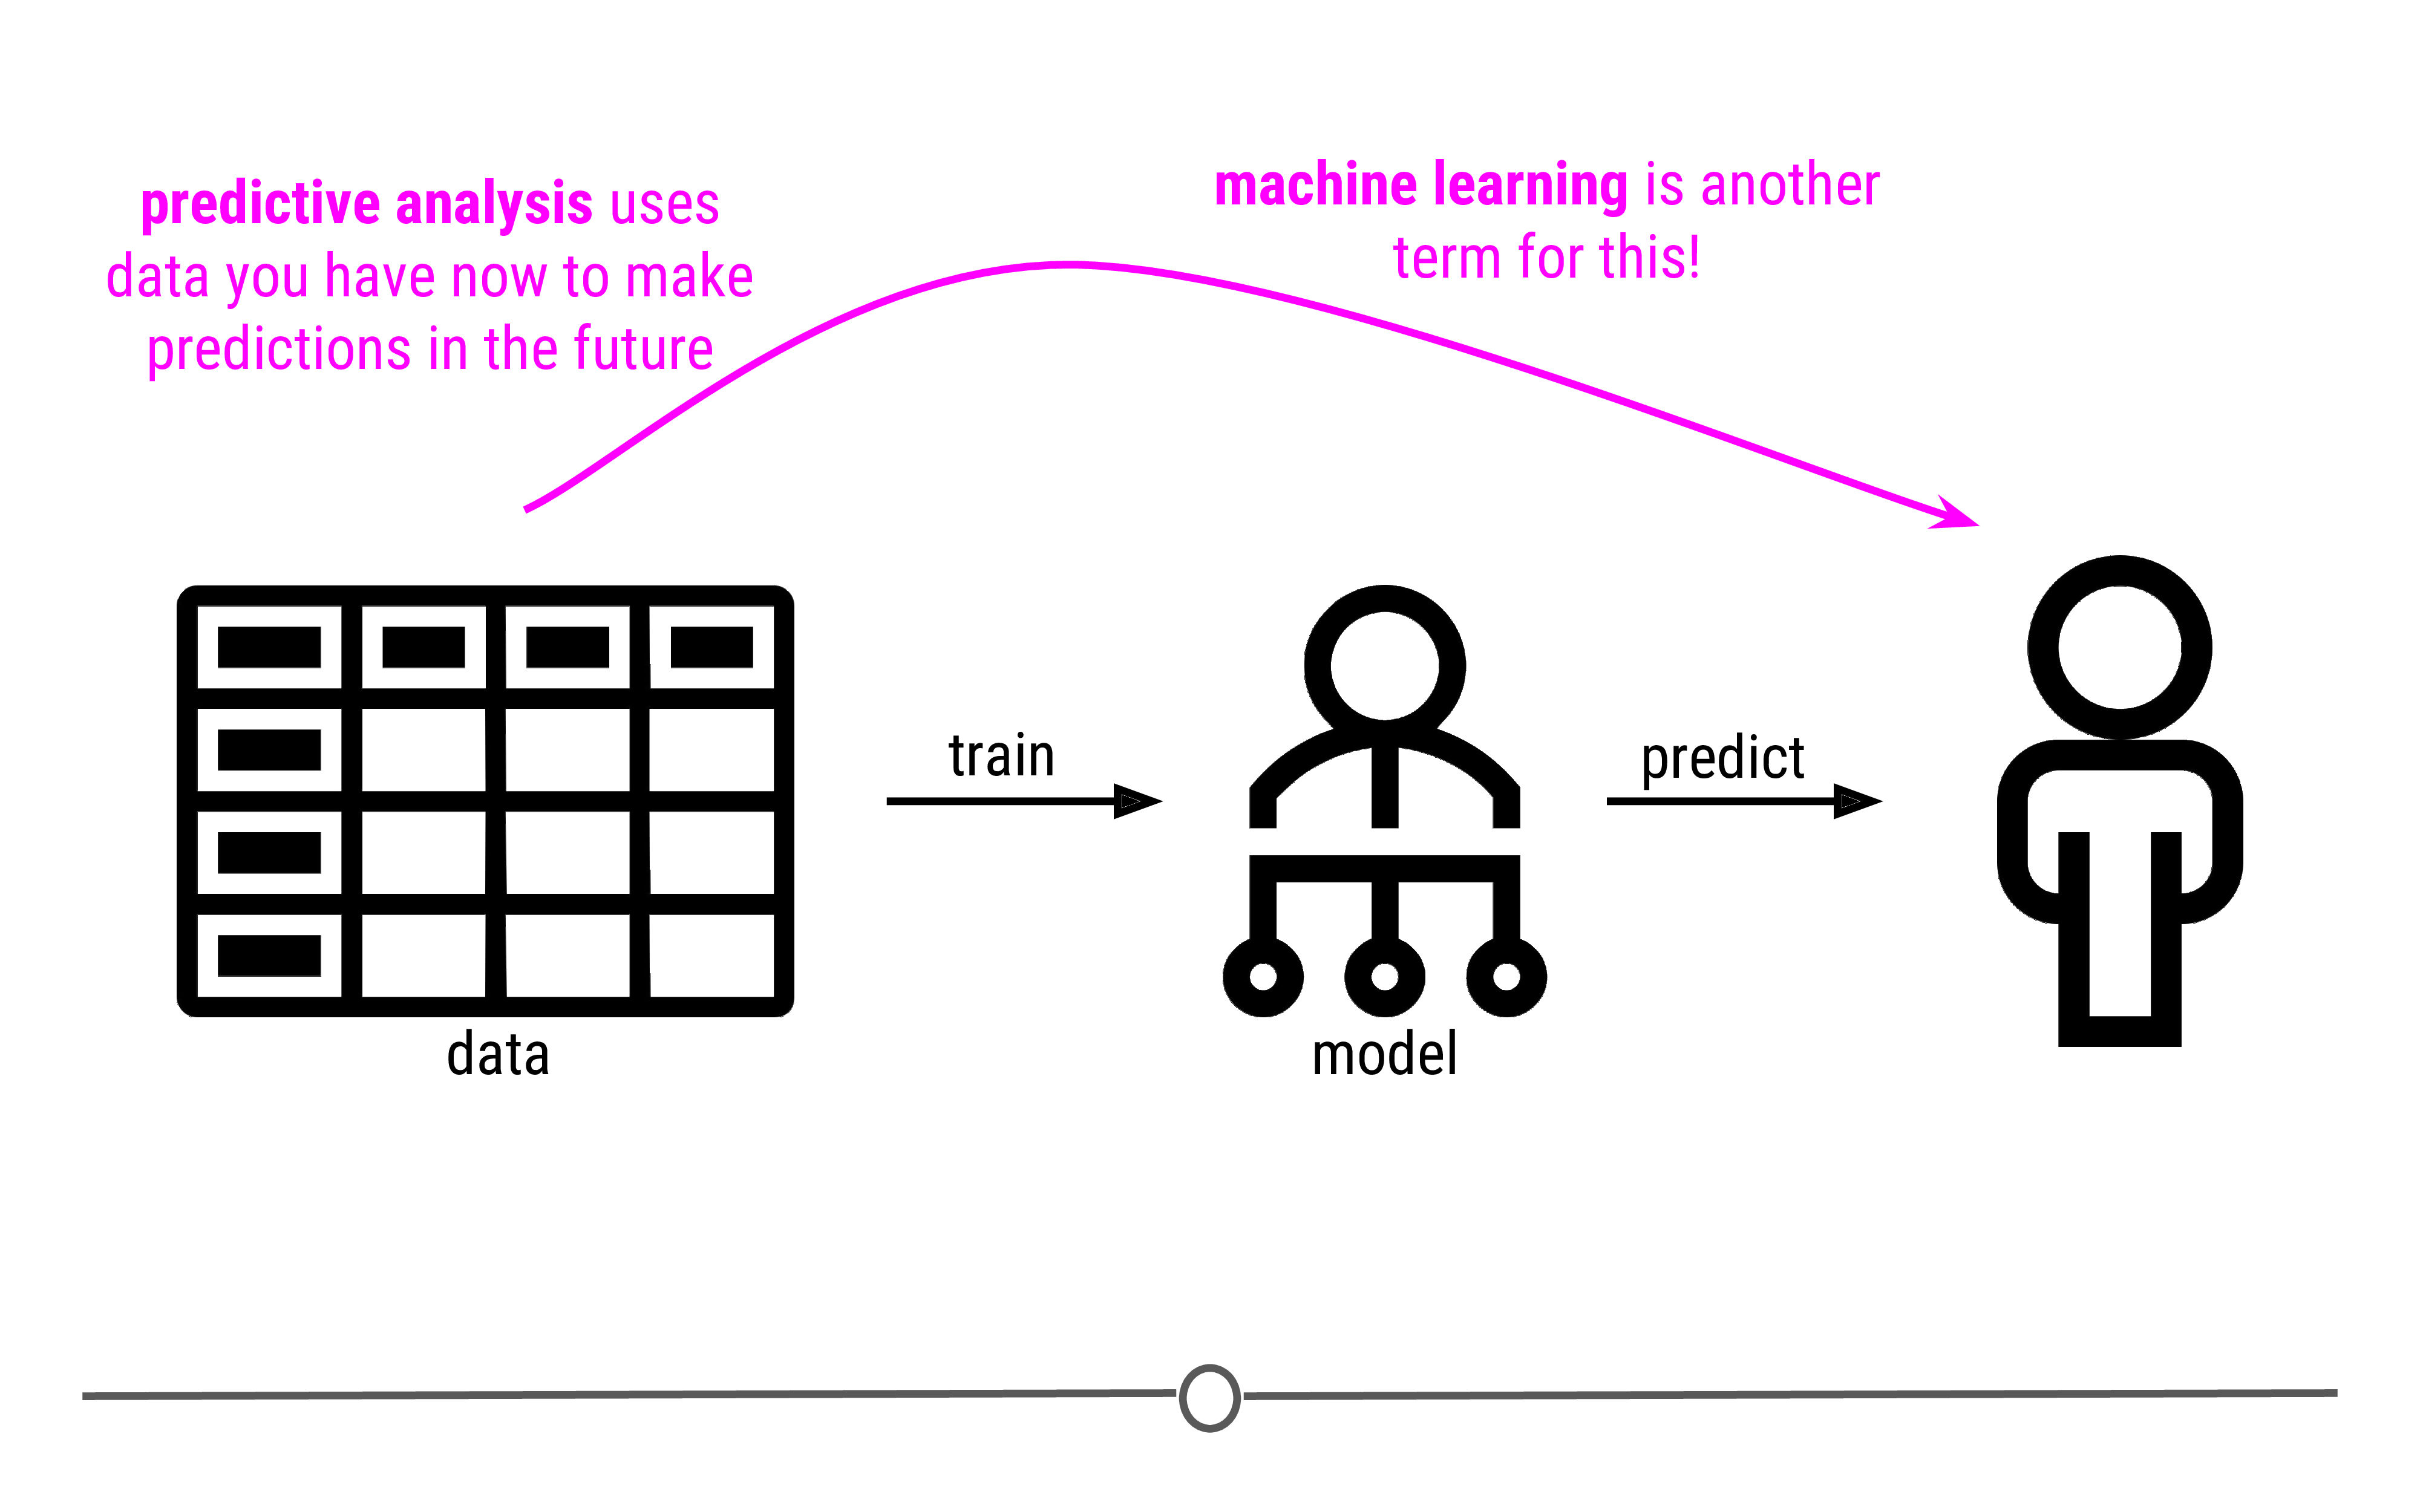 predictive analysis uses
data you have now to make
predictions in the future
machine learning is another
term for this!
train
predict
data
model